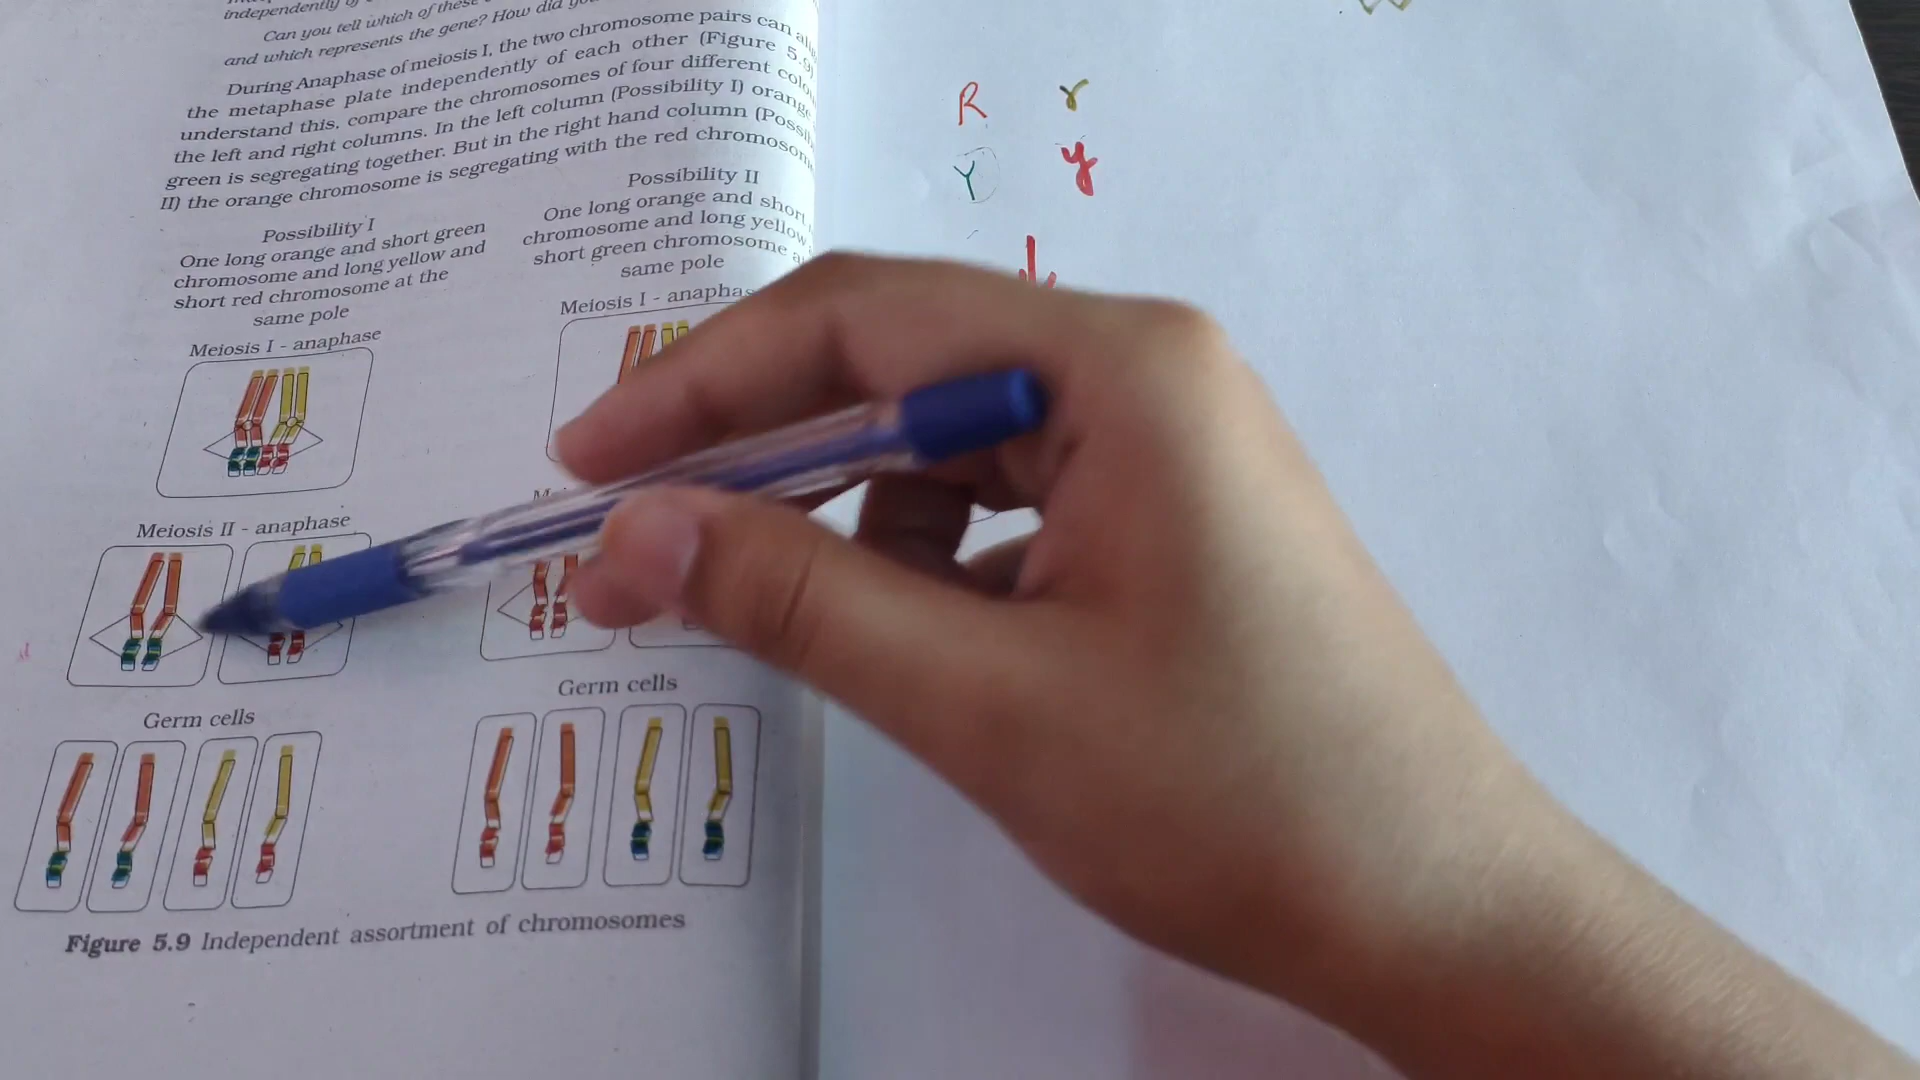 independently of
Can you tell which of these
and which represents the gene? How did you
During Anaphase of meiosis I, the two chromosome pairs can
the metaphase plate independently of each other (Figure 5.9)
understand this, compare the chromosomes of four different
the left and right columns. In the left column (Possibility I) orange
green is segregating together. But in the right hand column
II) the orange chromosome is segregating with the red
Possibility I
One long orange and short green
chromosome and long yellow and
short red chromosome at the
same pole
Meiosis I - anaphase
Meiosis II - anaphase
Germ cells
Possibility II
One long orange and short
chromosome and long yellow
short green chromosome
same pole
Meiosis I -
Germ cells
Figure 5.9 Independent assortment of chromosomes
R r
Y y